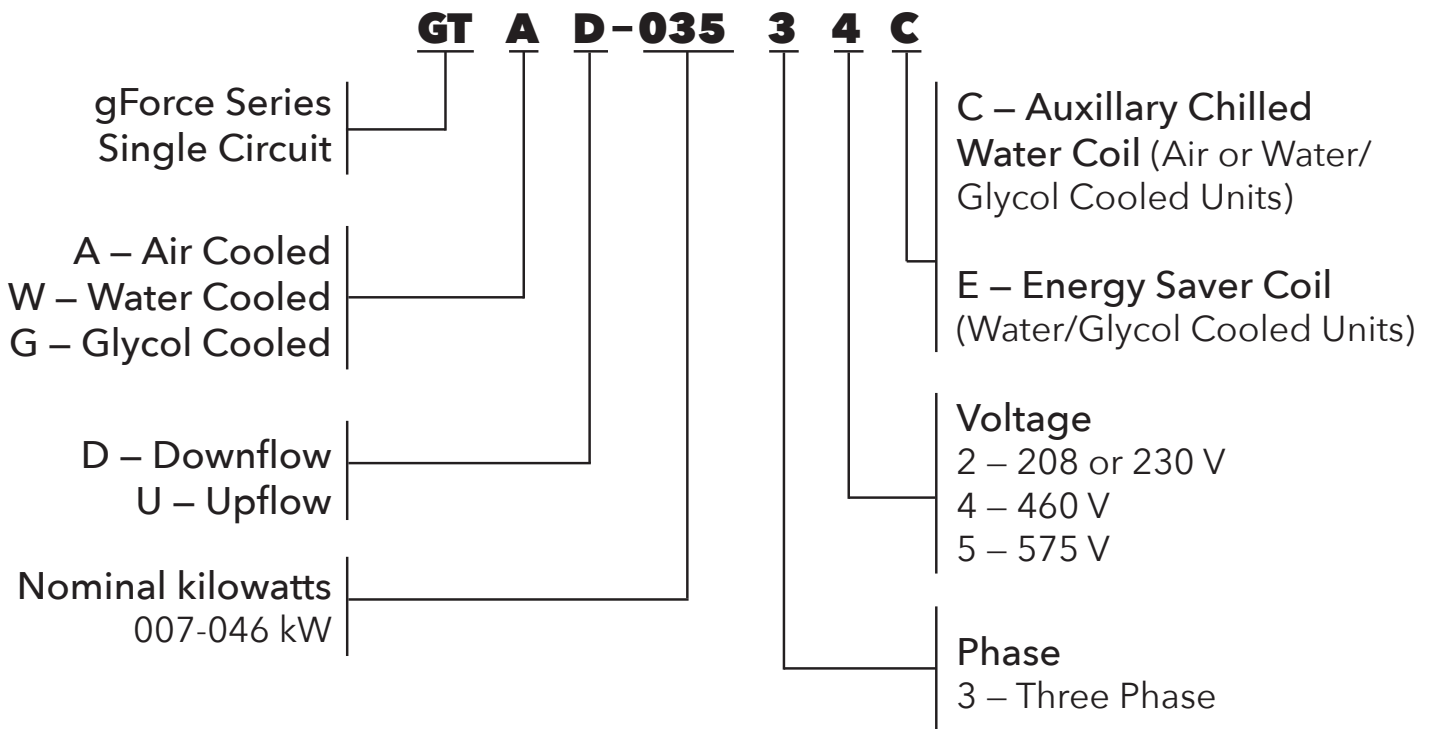 GT A D-035 3 4 C
gForce Series
Single Circuit
A – Air Cooled
W – Water Cooled
G – Glycol Cooled
D – Downflow
U – Upflow
Nominal kilowatts
007-046 kW
C – Auxillary Chilled
Water Coil (Air or Water/
Glycol Cooled Units)
E – Energy Saver Coil
(Water/Glycol Cooled Units)
Voltage
2 – 208 or 230 V
4 – 460 V
5 – 575 V
Phase
3 – Three Phase